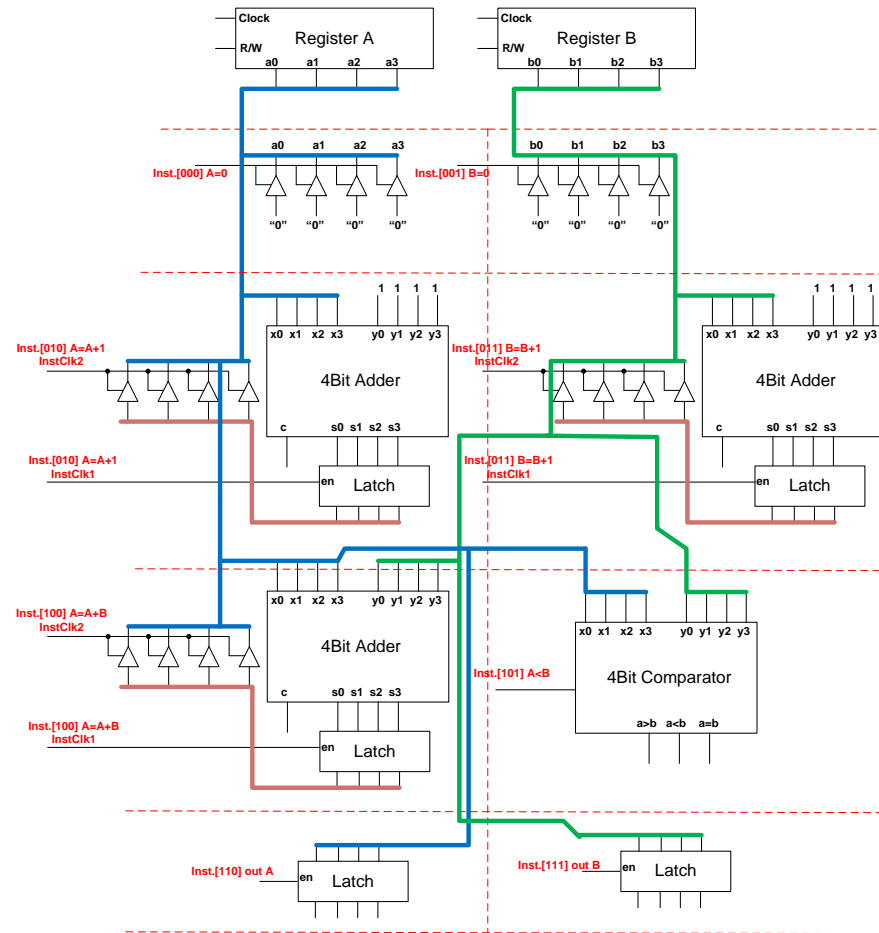 Clock
R/W
Register A
a0 a1 a2 a3
Clock
R/W
Register B
b0 b1 b2 b3
a0 a1 a2 a3
Inst.[000] A=0
“0” “0” “0” “0”
b0 b1 b2 b3
Inst.[001] B=0
“0” “0” “0” “0”
1 1 1 1
x0 x1 x2 x3 y0 y1 y2 y3
Inst.[010] A=A+1
InstClk2
4Bit Adder
c s0 s1 s2 s3
Inst.[010] A=A+1
InstClk1
en
Latch
1 1 1 1
x0 x1 x2 x3 y0 y1 y2 y3
Inst.[011] B=B+1
InstClk2
4Bit Adder
c s0 s1 s2 s3
Inst.[011] B=B+1
InstClk1
en
Latch
x0 x1 x2 x3 y0 y1 y2 y3
Inst.[100] A=A+B
InstClk2
4Bit Adder
c s0 s1 s2 s3
Inst.[100] A=A+B
InstClk1
en
Latch
x0 x1 x2 x3 y0 y1 y2 y3
Inst.[101] A<B
4Bit Comparator
a>b a<b a=b
Inst.[110] out A
en
Latch
Inst.[111] out B
en
Latch